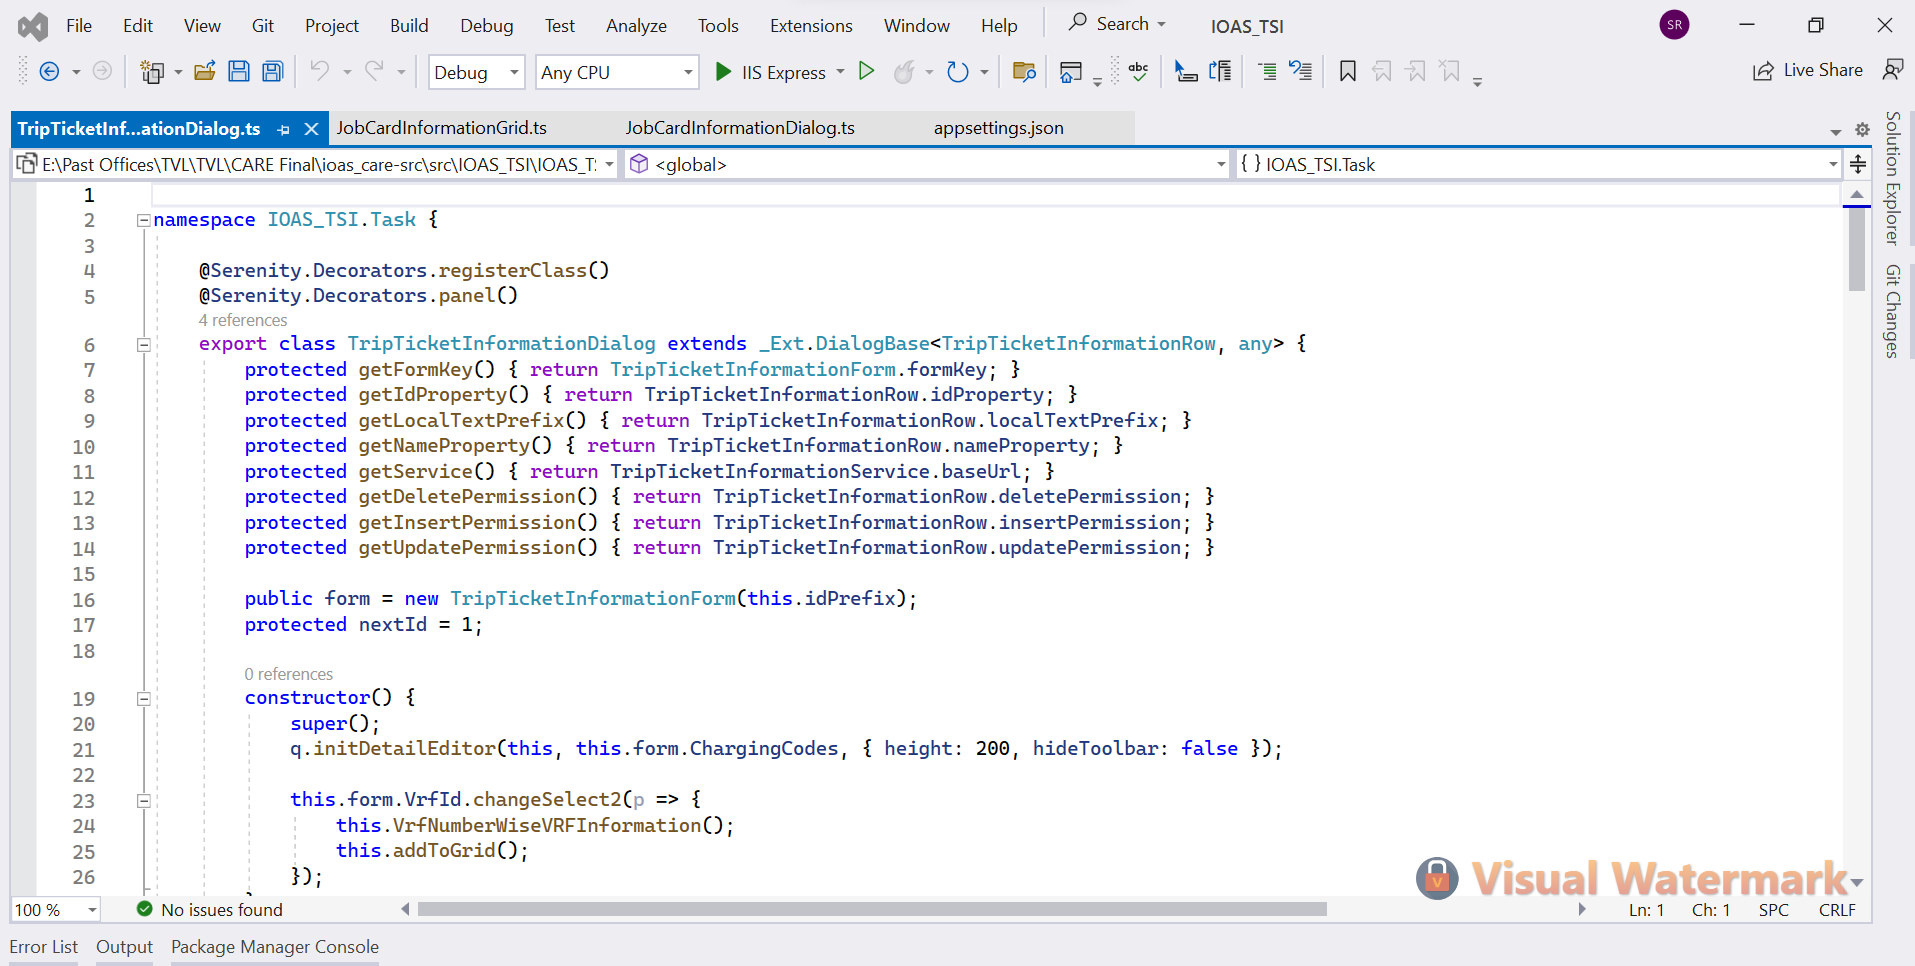 File Edit View Git Project Build Debug Test Analyze Tools Extensions Window Help Search IOAS_TSI SR
Debug Any CPU IIS Express abc Live Share
TripTicketInf...ationDialog.ts JobCardInformationGrid.ts JobCardInformationDialog.ts appsettings.json
E:\Past Offices\TVL\TVL\CARE Final\ioas_care-src\src\IOAS_TSI\IOAS_T <global> { } IOAS_TSI.Task
Solution Explorer
Git Changes
1
2 namespace IOAS_TSI.Task {
3
4 @Serenity.Decorators.registerClass()
5 @Serenity.Decorators.panel()
4 references
6 export class TripTicketInformationDialog extends _Ext.DialogBase<TripTicketInformationRow, any> {
7 protected getFormKey() { return TripTicketInformationForm.formKey; }
8 protected getIdProperty() { return TripTicketInformationRow.idProperty; }
9 protected getLocalTextPrefix() { return TripTicketInformationRow.localTextPrefix; }
10 protected getNameProperty() { return TripTicketInformationRow.nameProperty; }
11 protected getService() { return TripTicketInformationService.baseUrl; }
12 protected getDeletePermission() { return TripTicketInformationRow.deletePermission; }
13 protected getInsertPermission() { return TripTicketInformationRow.insertPermission; }
14 protected getUpdatePermission() { return TripTicketInformationRow.updatePermission; }
15
16 public form = new TripTicketInformationForm(this.idPrefix);
17 protected nextId = 1;
18
0 references
19 constructor() {
20 super();
21 q.initDetailEditor(this, this.form.ChargingCodes, { height: 200, hideToolbar: false });
22
23 this.form.VrfId.changeSelect2(p => {
24 this.VrfNumberWiseVRFInformation();
25 this.addToGrid();
26 });
Visual Watermark
100 % No issues found Ln: 1 Ch: 1 SPC CRLF
Error List Output Package Manager Console